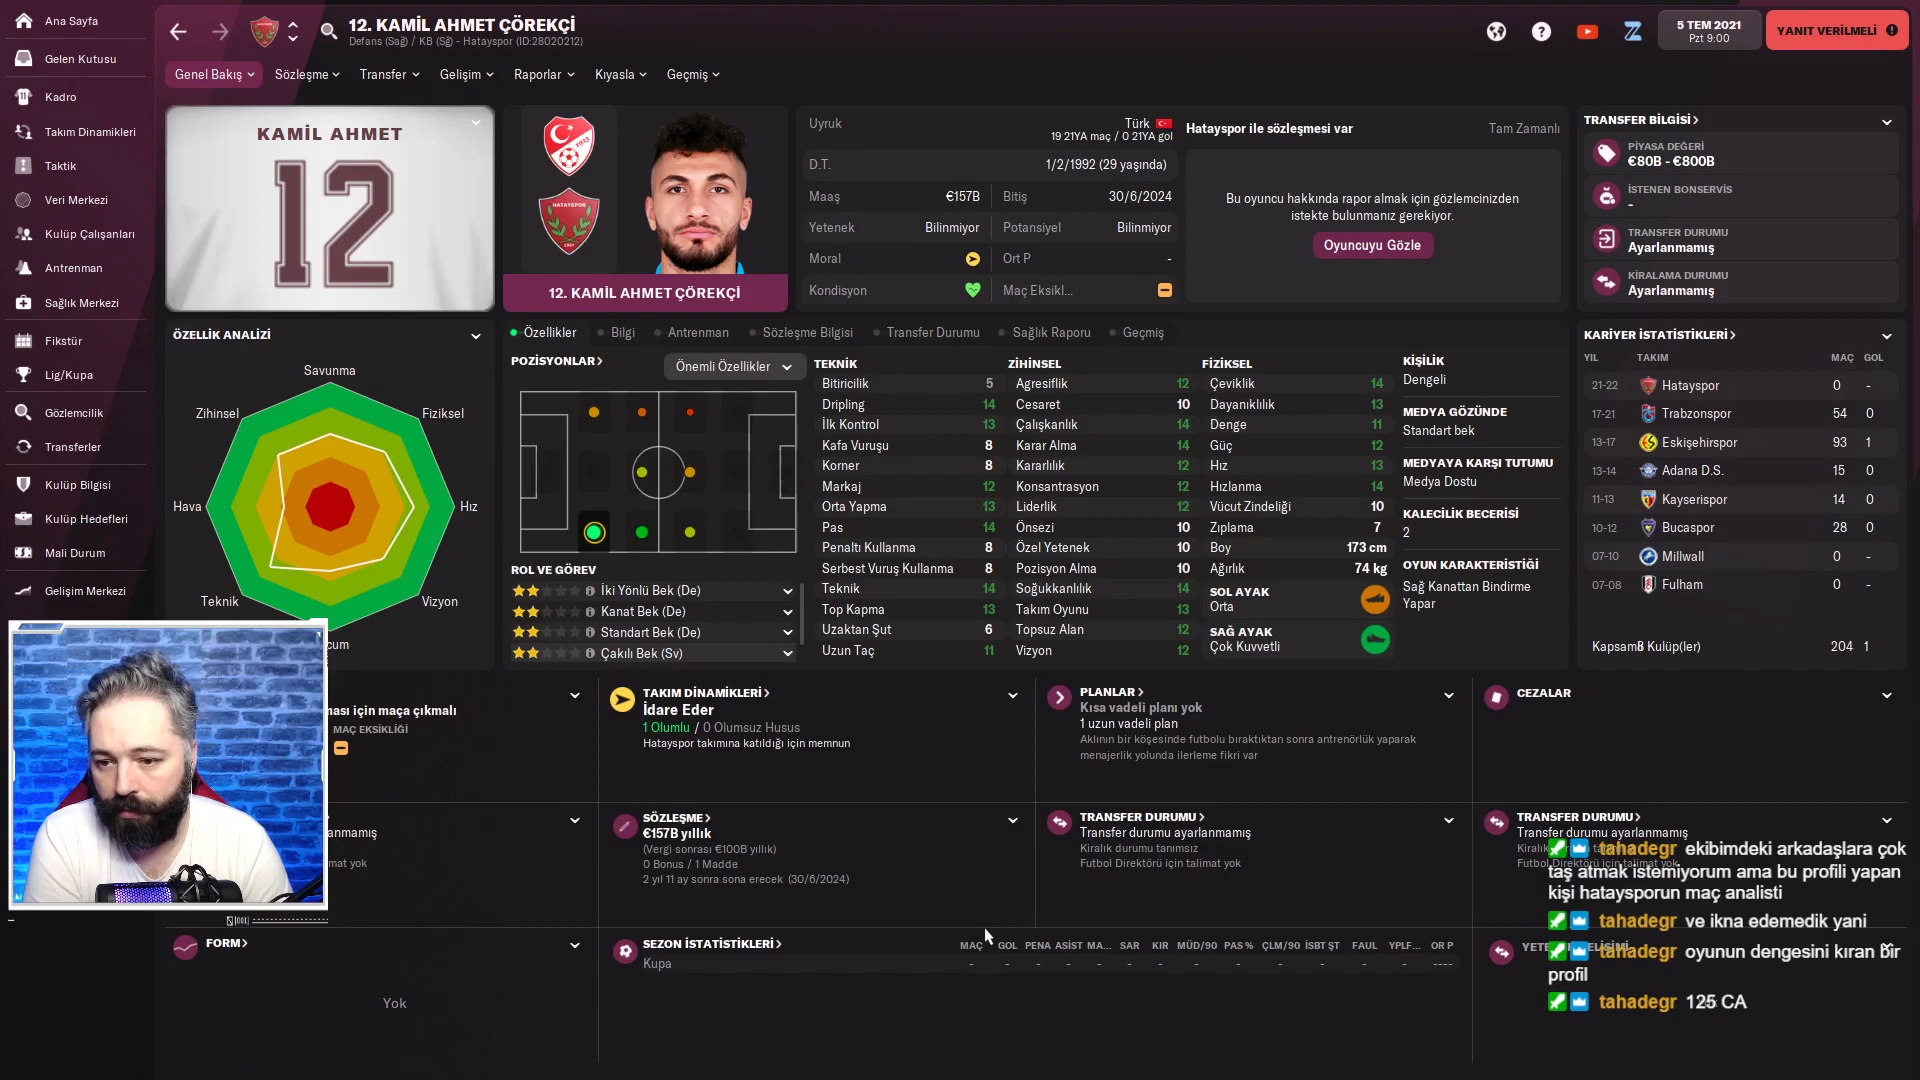 Ana Sayfa
Gelen Kutusu
Kadro
Takım Dinamikleri
Taktik
Veri Merkezi
Kulüp Çalışanları
Antrenman
Sağlık Merkezi
Fikstür
Lig/Kupa
Gözlemcilik
Transferler
Kulüp Bilgisi
Kulüp Hedefleri
Mali Durum
Gelişim Merkezi
12. KAMİL AHMET ÇÖREKÇİ
Defans (Sağ) / KB (Sğ) - Hatayspor (ID:28020212)
5 TEM 2021
Pzt 9:00
YANIT VERİLMELİ
Genel Bakış
Sözleşme
Transfer
Gelişim
Raporlar
Kıyasla
Geçmiş
KAMİL AHMET
12
12. KAMİL AHMET ÇÖREKÇİ
Uyruk Türk
19 21YA maç / 0 21YA gol
D.T. 1/2/1992 (29 yaşında)
Maaş €157B Bitiş 30/6/2024
Yetenek Bilinmiyor Potansiyel Bilinmiyor
Moral Ort P -
Kondisyon Maç Eksikl...
Hatayspor ile sözleşmesi var Tam Zamanlı
Bu oyuncu hakkında rapor almak için gözlemcinizden
istekte bulunmanız gerekiyor.
Oyuncuyu Gözle
TRANSFER BİLGİSİ
PİYASA DEĞERİ
€80B - €800B
İSTENEN BONSERVİS
-
TRANSFER DURUMU
Ayarlanmamış
KİRALAMA DURUMU
Ayarlanmamış
ÖZELLİK ANALİZİ
Savunma
Zihinsel Fiziksel
Hava Hız
Teknik Vizyon
cum
Özellikler Bilgi Antrenman Sözleşme Bilgisi Transfer Durumu Sağlık Raporu Geçmiş
POZİSYONLAR
Önemli Özellikler
ROL VE GÖREV
İki Yönlü Bek (De)
Kanat Bek (De)
Standart Bek (De)
Çakılı Bek (Sv)
TEKNİK
Bitiricilik 5
Dripling 14
İlk Kontrol 13
Kafa Vuruşu 8
Korner 8
Markaj 12
Orta Yapma 13
Pas 14
Penaltı Kullanma 8
Serbest Vuruş Kullanma 8
Teknik 14
Top Kapma 13
Uzaktan Şut 6
Uzun Taç 11
ZİHİNSEL
Agresiflik 12
Cesaret 10
Çalışkanlık 14
Karar Alma 14
Kararlılık 12
Konsantrasyon 12
Liderlik 12
Önsezi 10
Özel Yetenek 10
Pozisyon Alma 10
Soğukkanlılık 14
Takım Oyunu 13
Topsuz Alan 12
Vizyon 12
FİZİKSEL
Çeviklik 14
Dayanıklılık 13
Denge 11
Güç 12
Hız 13
Hızlanma 14
Vücut Zindeliği 10
Zıplama 7
Boy 173 cm
Ağırlık 74 kg
SOL AYAK
Orta
SAĞ AYAK
Çok Kuvvetli
KİŞİLİK
Dengeli
MEDYA GÖZÜNDE
Standart bek
MEDYAYA KARŞI TUTUMU
Medya Dostu
KALECİLİK BECERİSİ
2
OYUN KARAKTERİSTİĞİ
Sağ Kanattan Bindirme
Yapar
KARİYER İSTATİSTİKLERİ
YIL TAKIM MAÇ GOL
21-22 Hatayspor 0 -
17-21 Trabzonspor 54 0
13-17 Eskişehirspor 93 1
13-14 Adana D.S. 15 0
11-13 Kayserispor 14 0
10-12 Bucaspor 28 0
07-10 Millwall 0 -
07-08 Fulham 0 -
Kulüp(ler) 204 1
ması için maça çıkmalı
MAÇ EKSİKLİĞİ
TAKIM DİNAMİKLERİ
İdare Eder
1 Olumlu / 0 Olumsuz Husus
Hatayspor takımına katıldığı için memnun
PLANLAR
Kısa vadeli planı yok
1 uzun vadeli plan
Aklının bir köşesinde futbolu bıraktıktan sonra antrenörlük yaparak
menajerlik yolunda ilerleme fikri var
CEZALAR
anmamış
mat yok
SÖZLEŞME
€157B yıllık
(Vergi sonrası €100B yıllık)
0 Bonus / 1 Madde
2 yıl 11 ay sonra sona erecek (30/6/2024)
TRANSFER DURUMU
Transfer durumu ayarlanmamış
Kiralık durumu tanımsız
Futbol Direktörü için talimat yok
TRANSFER DURUMU
Transfer durumu ayarlanmamış
Futbol Direktörü için talimat yok
tahadegr ekibimdeki arkadaşlara çok
taş atmak istemiyorum ama bu profili yapan
kişi hataysporun maç analisti
tahadegr ve ikna edemedik yani
tahadegr oyunun dengesini kıran bir
profil
tahadegr 125 CA
FORM
Yok
SEZON İSTATİSTİKLERİ MAÇ GOL PENA ASİST MA... SAR KIR MÜD/90 PAS % ÇLM/90 İSBT ŞT FAUL YPLF... OR P
Kupa - - - - - - - - - - - - - ----